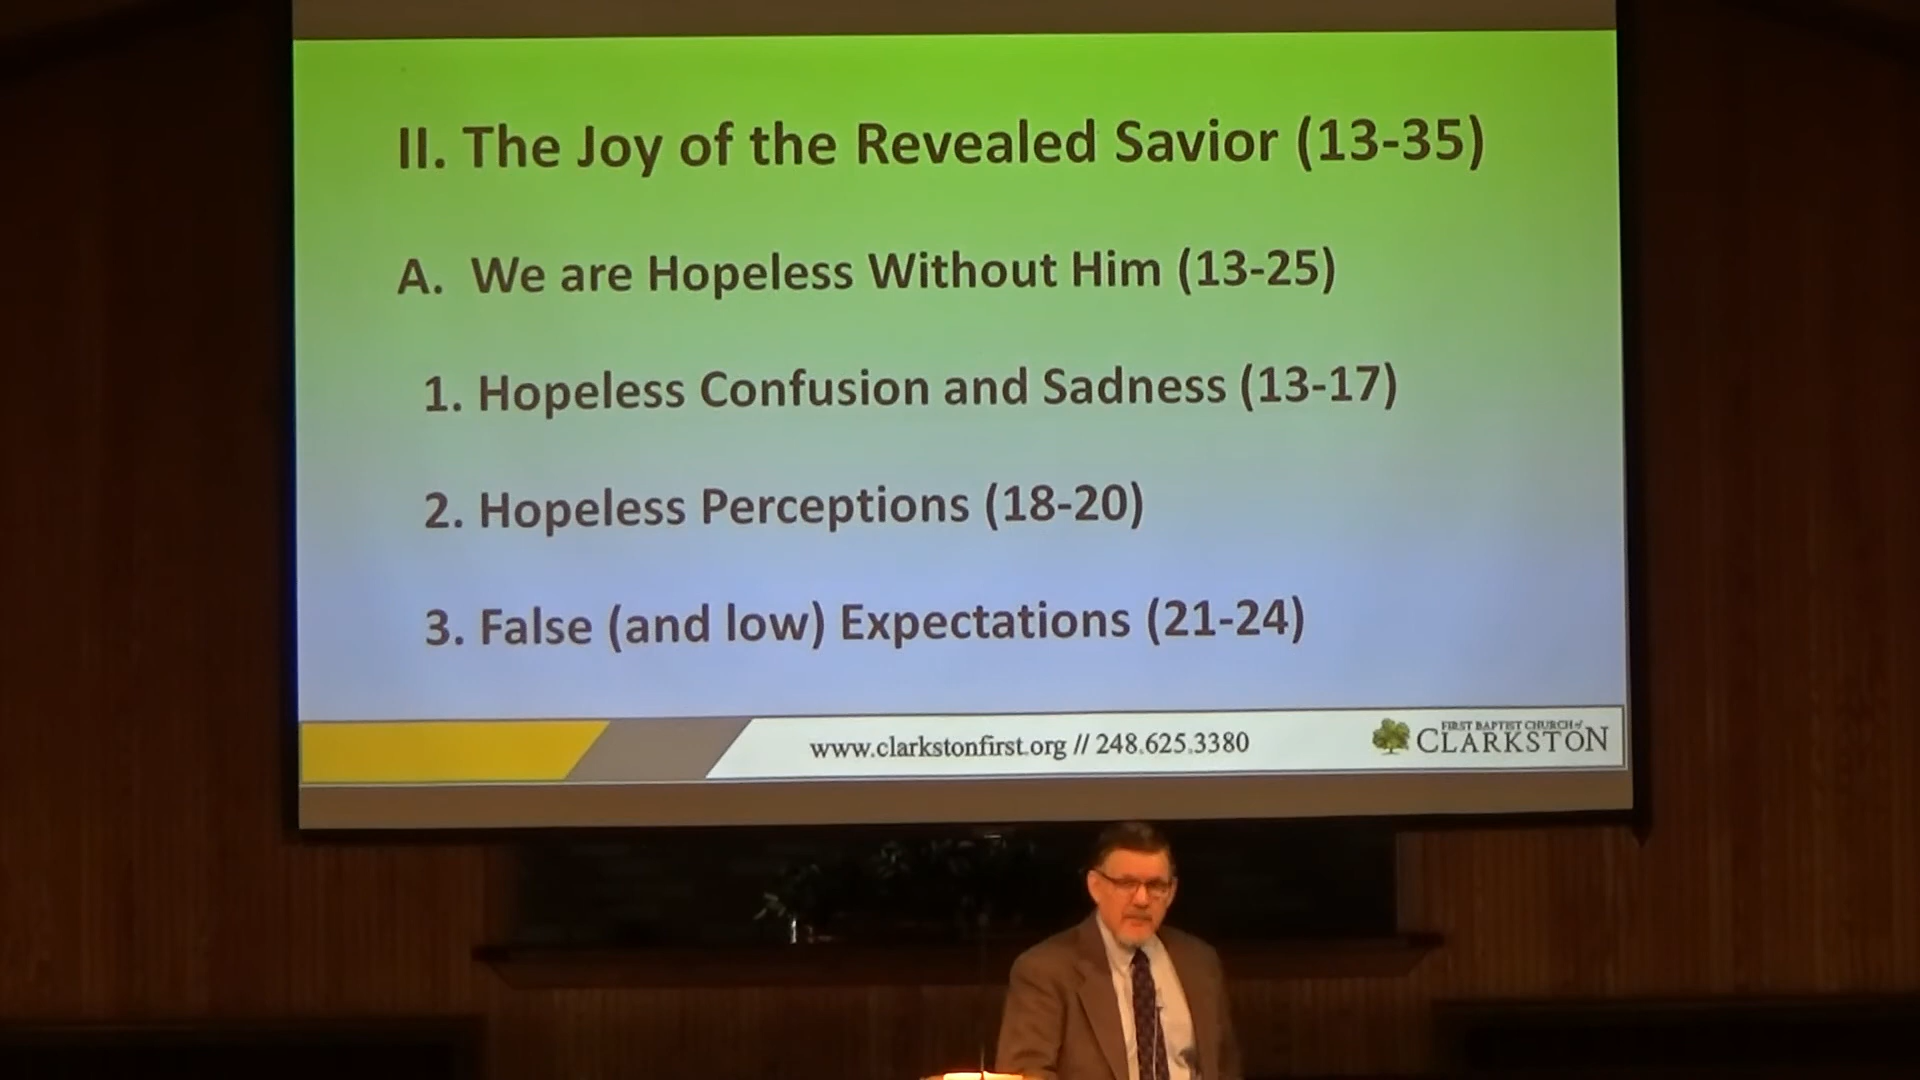 II. The Joy of the Revealed Savior (13-35)
A. We are Hopeless Without Him (13-25)
1. Hopeless Confusion and Sadness (13-17)
2. Hopeless Perceptions (18-20)
3. False (and low) Expectations (21-24)
www.clarkstonfirst.org // 248.625.3380
FIRST BAPTIST CHURCH of
CLARKSTON